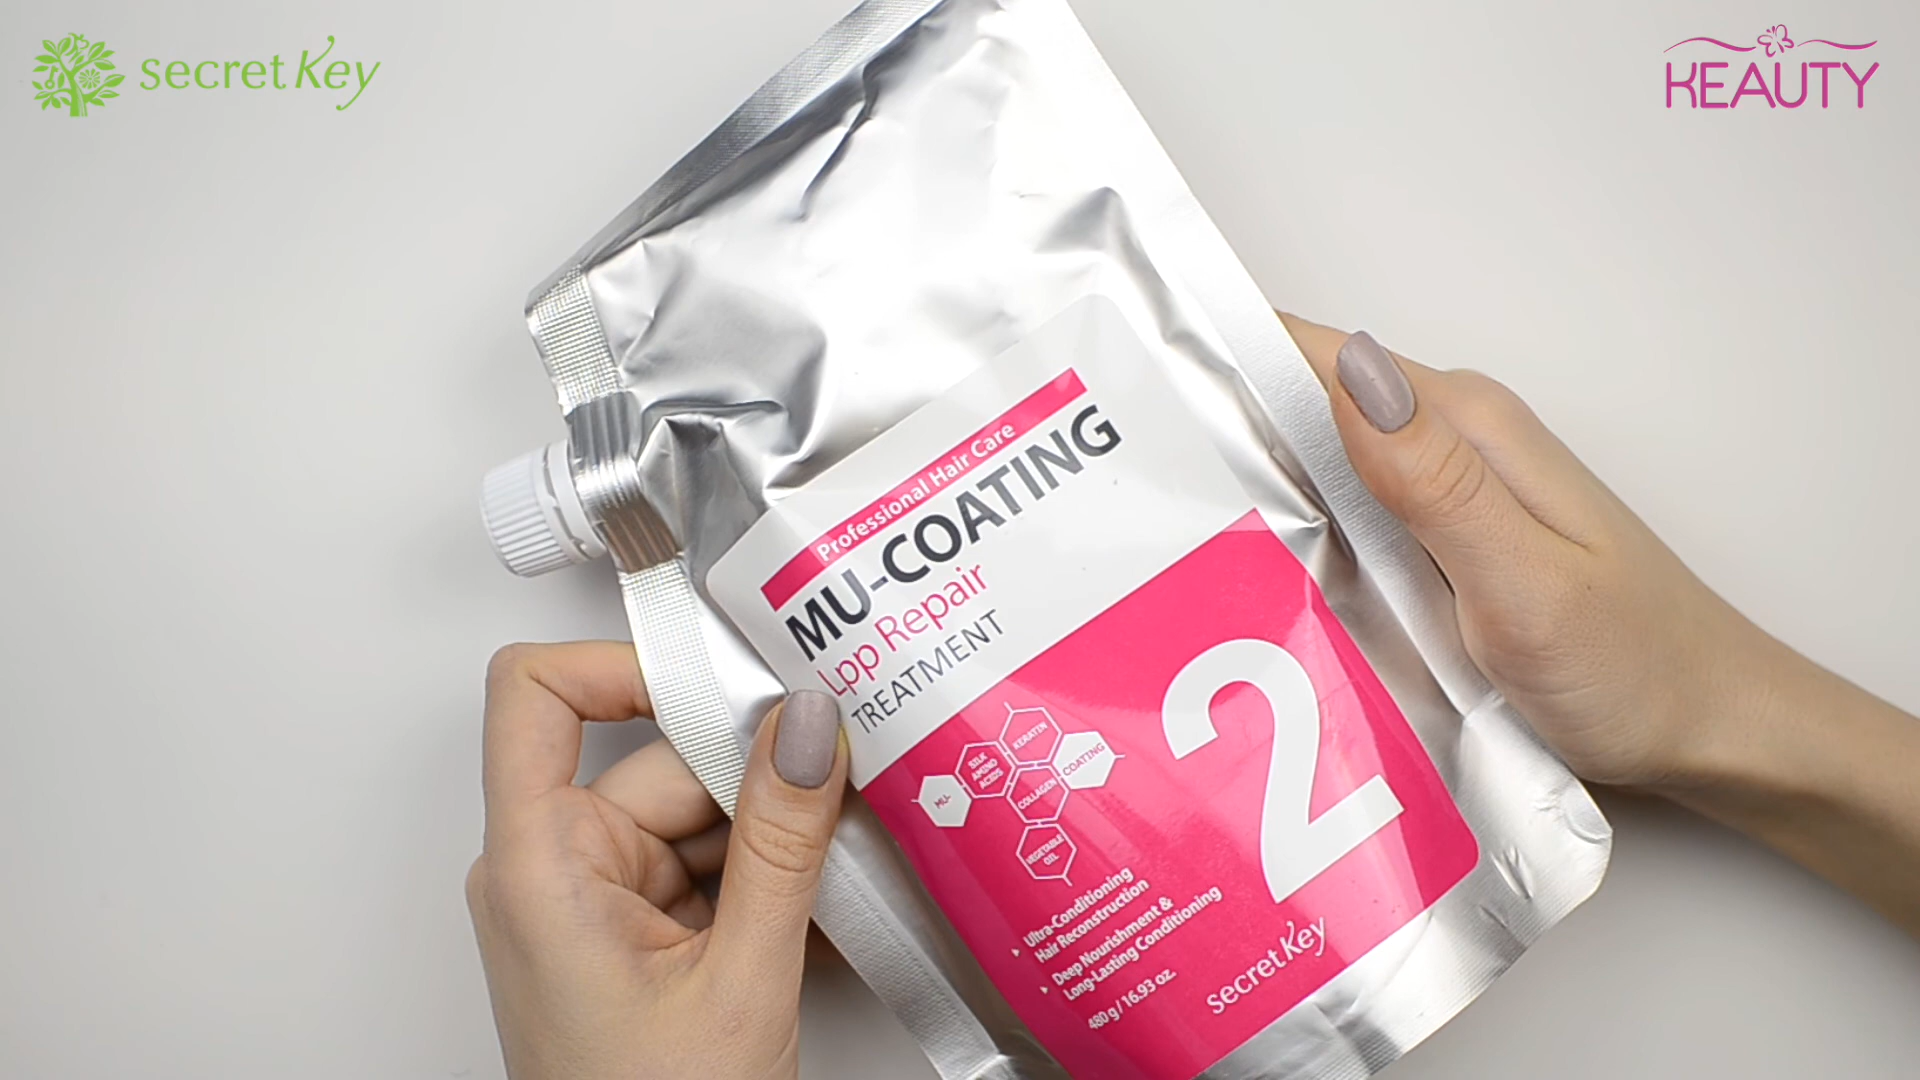 secret Key
KEAUTY
Professional Hair Care
MU-COATING
Lpp Repair
TREATMENT
2
KERATIN
SILK
AMINO
ACIDS
COATING
MU-
COLLAGEN
VEGETABLE
OIL
Ultra-Conditioning
Hair Reconstruction
Deep Nourishment &
Long-Lasting Conditioning
480 g / 16.93 oz.
secret Key